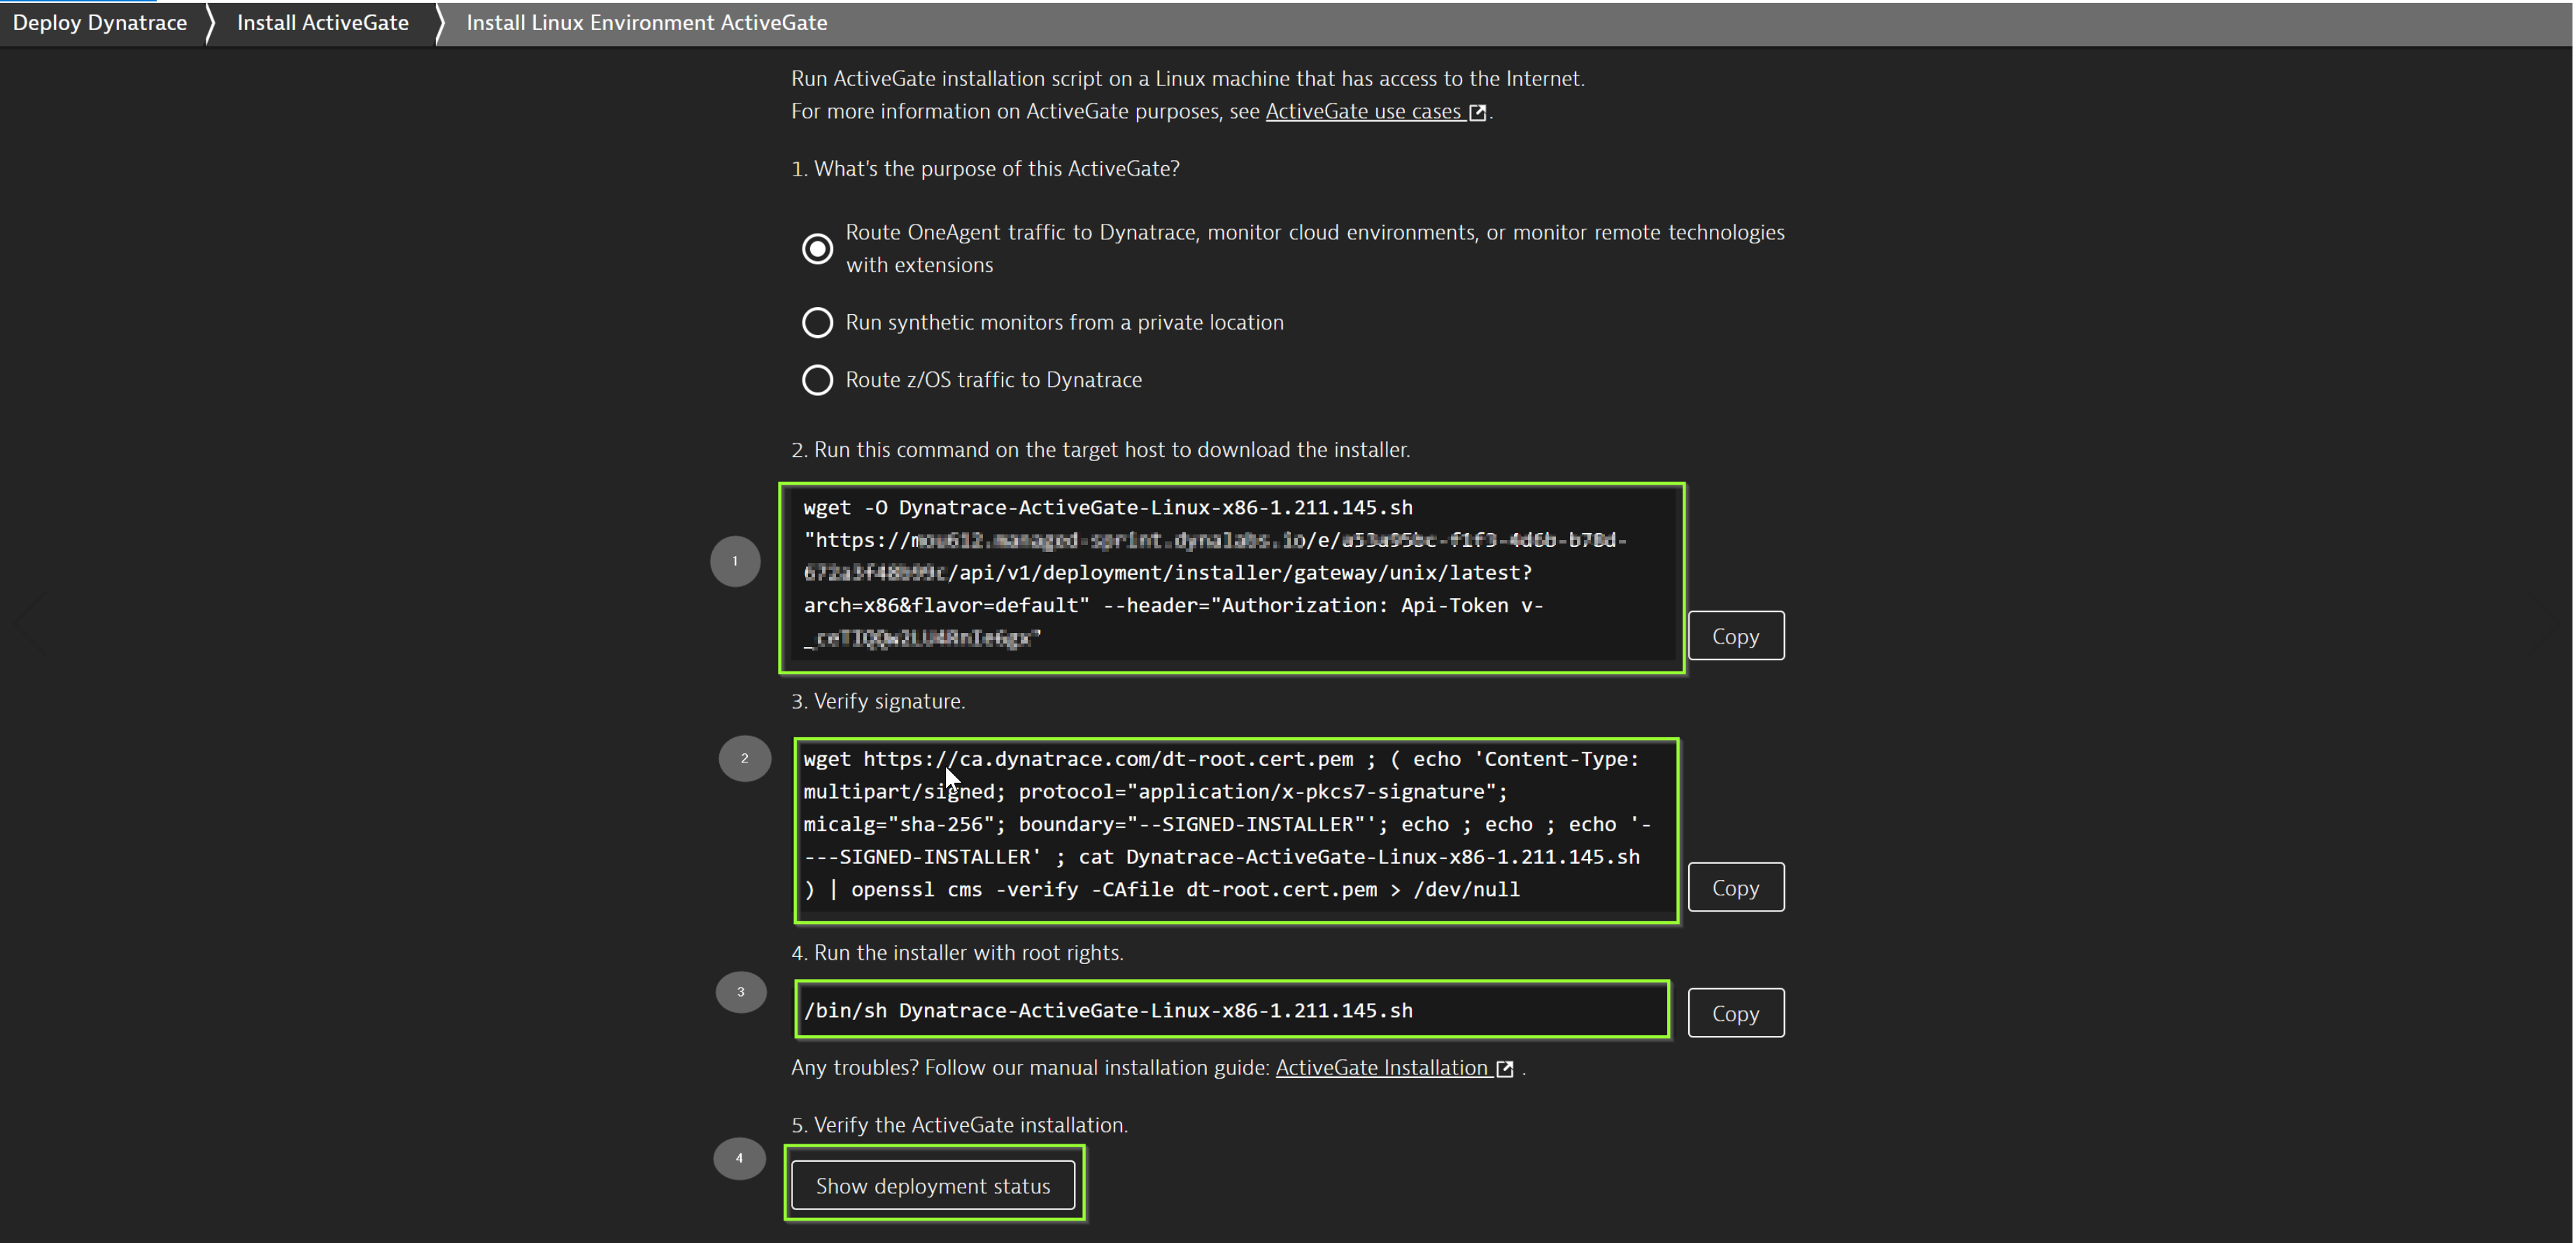 Deploy Dynatrace
Install ActiveGate
Install Linux Environment ActiveGate
Run ActiveGate installation script on a Linux machine that has access to the Internet.
For more information on ActiveGate purposes, see ActiveGate use cases .
1. What's the purpose of this ActiveGate?
Route OneAgent traffic to Dynatrace, monitor cloud environments, or monitor remote technologies
with extensions
Run synthetic monitors from a private location
Route z/OS traffic to Dynatrace
2. Run this command on the target host to download the installer.
1
wget -O Dynatrace-ActiveGate-Linux-x86-1.211.145.sh
"https:///e/
/api/v1/deployment/installer/gateway/unix/latest?
arch=x86&flavor=default" --header="Authorization: Api-Token v-
Copy
3. Verify signature.
2
wget https://ca.dynatrace.com/dt-root.cert.pem ; ( echo 'Content-Type:
multipart/signed; protocol="application/x-pkcs7-signature";
micalg="sha-256"; boundary="--SIGNED-INSTALLER"'; echo ; echo ; echo '-
---SIGNED-INSTALLER' ; cat Dynatrace-ActiveGate-Linux-x86-1.211.145.sh
) | openssl cms -verify -CAfile dt-root.cert.pem > /dev/null
Copy
4. Run the installer with root rights.
3
/bin/sh Dynatrace-ActiveGate-Linux-x86-1.211.145.sh
Copy
Any troubles? Follow our manual installation guide: ActiveGate Installation .
5. Verify the ActiveGate installation.
4
Show deployment status